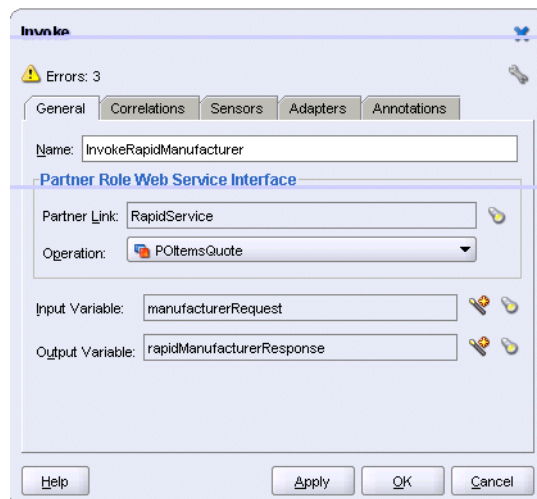 Invoke
Errors: 3
General Correlations Sensors Adapters Annotations
Name: InvokeRapidManufacturer
Partner Role Web Service Interface
Partner Link: RapidService
Operation: POItemsQuote
Input Variable: manufacturerRequest
Output Variable: rapidManufacturerResponse
Help Apply OK Cancel